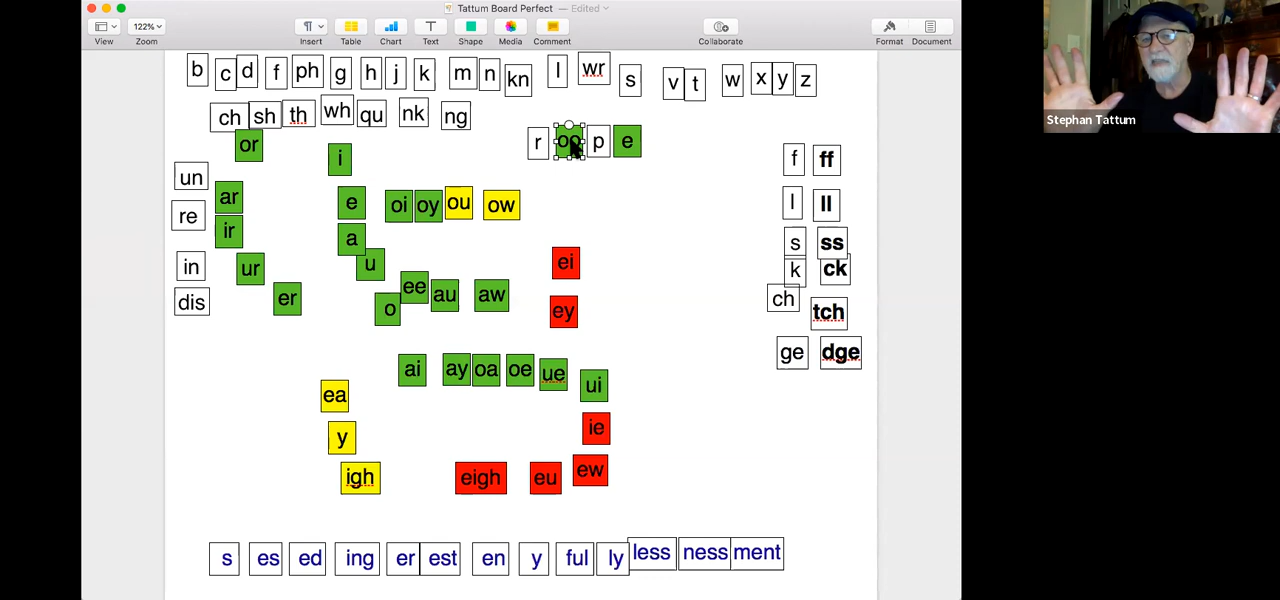 Tattum Board Perfect — Edited
122%
View Zoom Insert Table Chart Text Shape Media Comment Collaborate Format Document
b c d f ph g h j k m n kn l wr s v t w x y z
ch sh th wh qu nk ng
or i r oo p e f ff
un ar e oi oy ou ow l ll
re ir a s ss
in ur u ei k ck
dis er o ee au aw ey ch tch
ge dge
ai ay oa oe ue ui
ea ie
y
igh eigh eu ew
s es ed ing er est en y ful ly less ness ment
Stephan Tattum